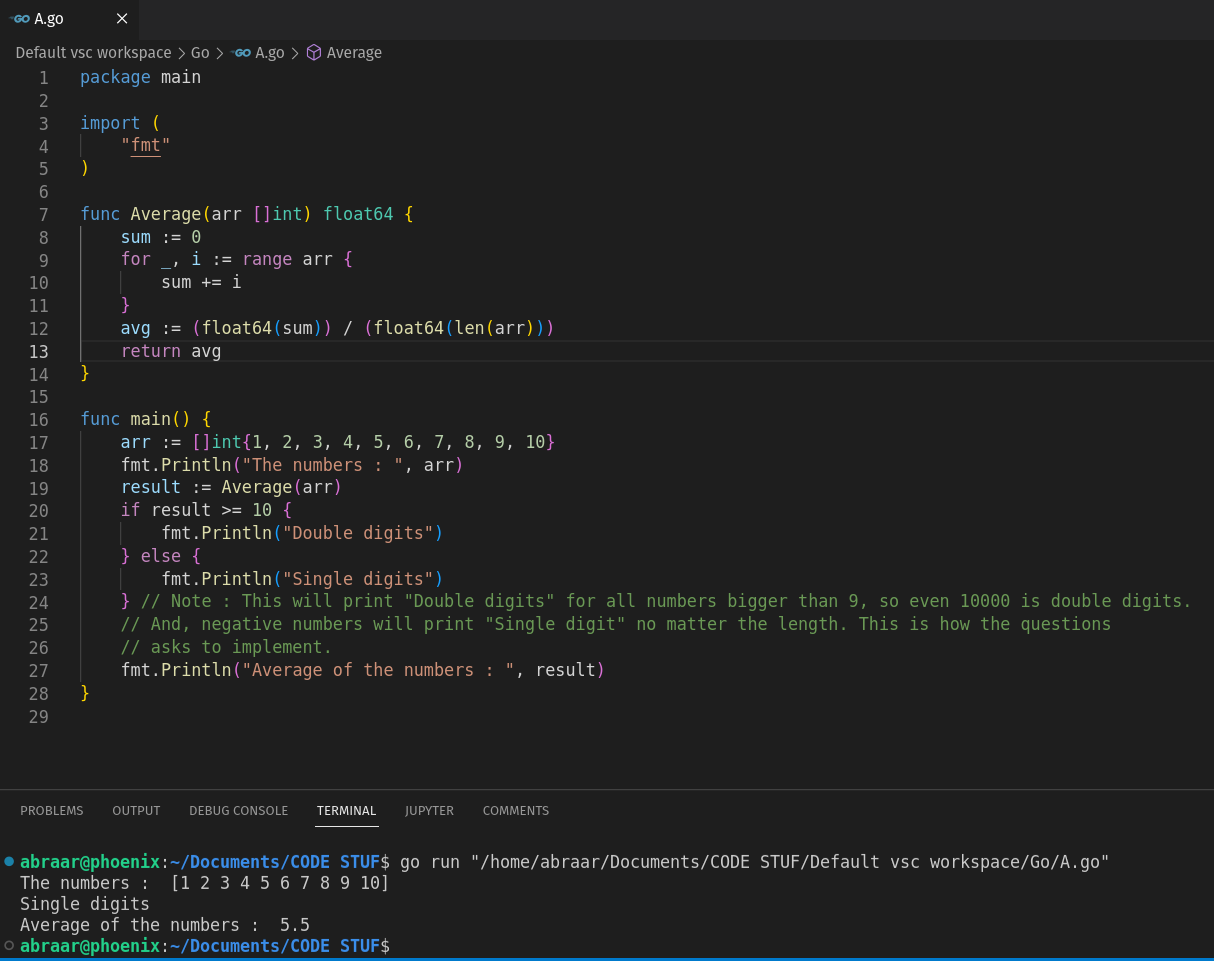 GO A.go
Default vsc workspace > Go > GO A.go > Average
1 package main
2
3 import (
4     "fmt"
5 )
6
7 func Average(arr []int) float64 {
8     sum := 0
9     for _, i := range arr {
10         sum += i
11     }
12     avg := (float64(sum)) / (float64(len(arr)))
13     return avg
14 }
15
16 func main() {
17     arr := []int{1, 2, 3, 4, 5, 6, 7, 8, 9, 10}
18     fmt.Println("The numbers : ", arr)
19     result := Average(arr)
20     if result >= 10 {
21         fmt.Println("Double digits")
22     } else {
23         fmt.Println("Single digits")
24     } // Note : This will print "Double digits" for all numbers bigger than 9, so even 10000 is double digits.
25     // And, negative numbers will print "Single digit" no matter the length. This is how the questions
26     // asks to implement.
27     fmt.Println("Average of the numbers : ", result)
28 }
29
PROBLEMS OUTPUT DEBUG CONSOLE TERMINAL JUPYTER COMMENTS
abraar@phoenix:~/Documents/CODE STUF$ go run "/home/abraar/Documents/CODE STUF/Default vsc workspace/Go/A.go"
The numbers :  [1 2 3 4 5 6 7 8 9 10]
Single digits
Average of the numbers :  5.5
abraar@phoenix:~/Documents/CODE STUF$